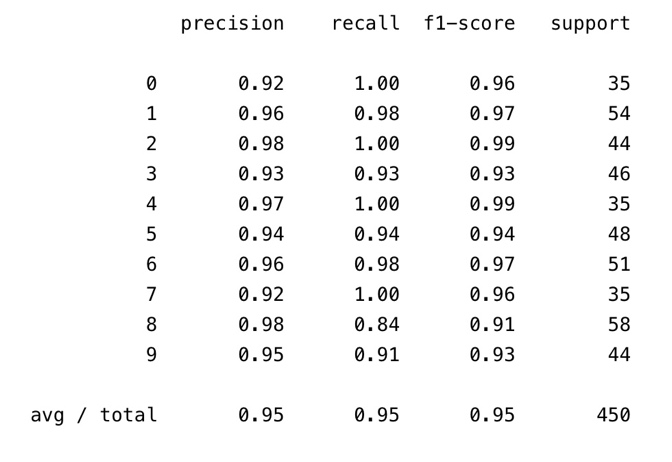 precision recall f1-score support
0 0.92 1.00 0.96 35
1 0.96 0.98 0.97 54
2 0.98 1.00 0.99 44
3 0.93 0.93 0.93 46
4 0.97 1.00 0.99 35
5 0.94 0.94 0.94 48
6 0.96 0.98 0.97 51
7 0.92 1.00 0.96 35
8 0.98 0.84 0.91 58
9 0.95 0.91 0.93 44
avg / total 0.95 0.95 0.95 450